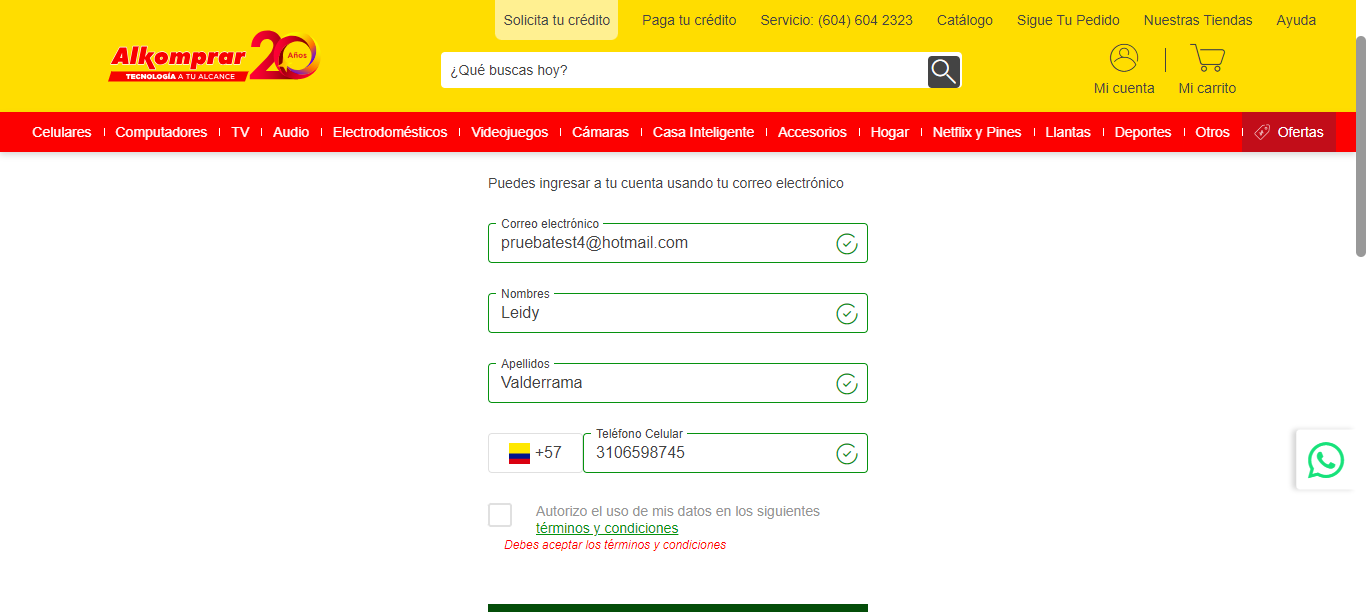 Solicita tu crédito Paga tu crédito Servicio: (604) 604 2323 Catálogo Sigue Tu Pedido Nuestras Tiendas Ayuda
Alkomprar 20 Años
TECNOLOGÍA A TU ALCANCE
¿Qué buscas hoy?
Mi cuenta Mi carrito
Celulares Computadores TV Audio Electrodomésticos Videojuegos Cámaras Casa Inteligente Accesorios Hogar Netflix y Pines Llantas Deportes Otros Ofertas
Puedes ingresar a tu cuenta usando tu correo electrónico
Correo electrónico
pruebatest4@hotmail.com
Nombres
Leidy
Apellidos
Valderrama
Teléfono Celular
+57 3106598745
Autorizo el uso de mis datos en los siguientes
términos y condiciones
Debes aceptar los términos y condiciones